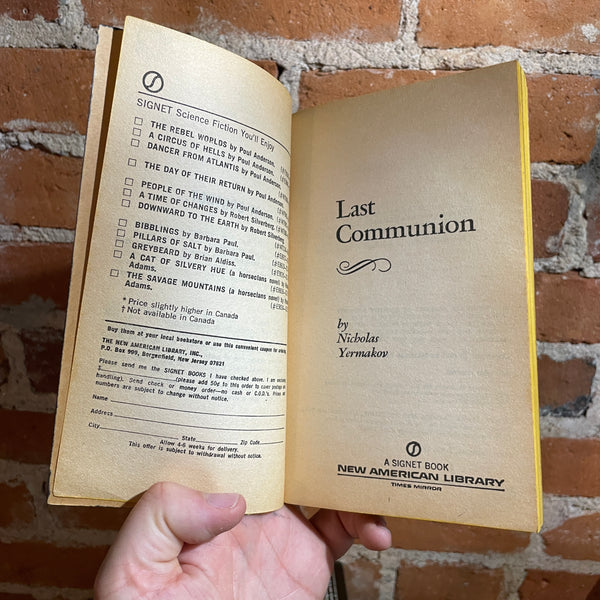 SIGNET Science Fiction You'll Enjoy
THE REBEL WORLDS by Poul Anderson.
A CIRCUS OF HELLS by Poul Anderson.
DANCER FROM ATLANTIS by Poul Anderson.
THE DAY OF THEIR RETURN by Poul Anderson.
PEOPLE OF THE WIND by Poul Anderson.
A TIME OF CHANGES by Robert Silverberg.
DOWNWARD TO THE EARTH by Robert Silverberg.
BIBBLINGS by Barbara Paul.
PILLARS OF SALT by Barbara Paul.
GREYBEARD by Brian Aldiss.
A CAT OF SILVERY HUE (a horseclans novel) by
Adams.
THE SAVAGE MOUNTAINS (a horseclans novel) by
Adams.
* Price slightly higher in Canada
† Not available in Canada
Buy them at your local bookstore or use this convenient coupon for
THE NEW AMERICAN LIBRARY, INC.,
P.O. Box 999, Bergenfield, New Jersey 07621
Please send me the SIGNET BOOKS I have checked above. I am
$ (please add 50¢ to this order to cover postage
handling). Send check or money order—no cash or C.O.D.'s. Prices
numbers are subject to change without notice.
Name
Address
City State Zip Code
Allow 4-6 weeks for delivery.
This offer is subject to withdrawal without notice.
Last
Communion
by
Nicholas
Yermakov
A SIGNET BOOK
NEW AMERICAN LIBRARY
TIMES MIRROR